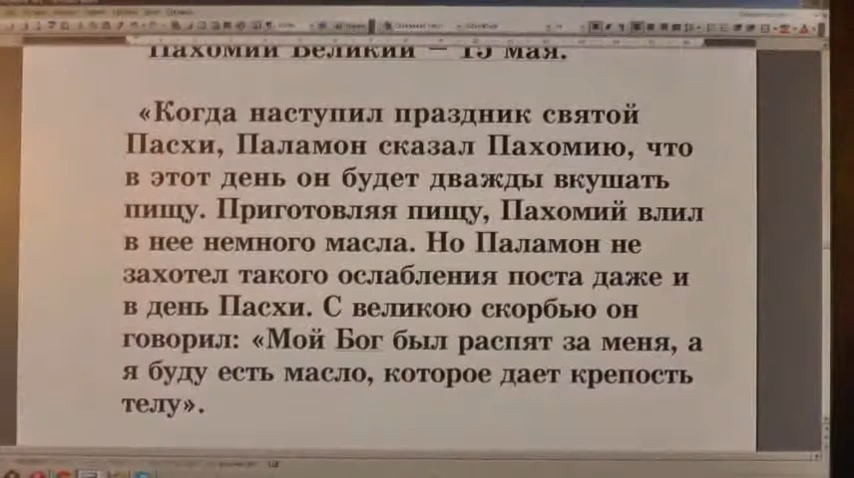 Пахомий Великий – 15 мая.
«Когда наступил праздник святой
Пасхи, Паламон сказал Пахомию, что
в этот день он будет дважды вкушать
пищу. Приготовляя пищу, Пахомий влил
в нее немного масла. Но Паламон не
захотел такого ослабления поста даже и
в день Пасхи. С великою скорбью он
говорил: «Мой Бог был распят за меня, а
я буду есть масло, которое дает крепость
телу».